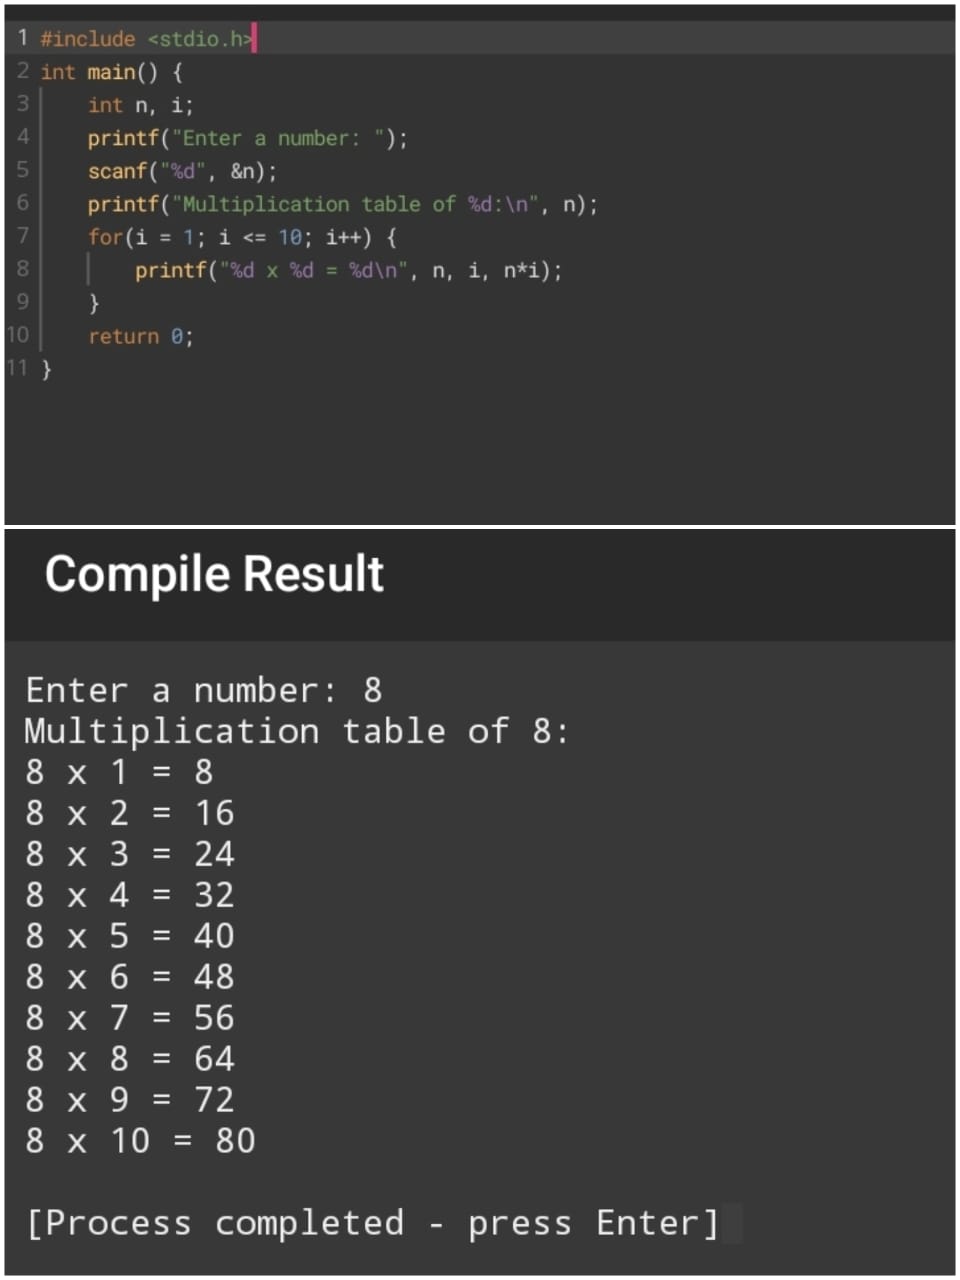 1 #include <stdio.h>
2 int main() {
3     int n, i;
4     printf("Enter a number: ");
5     scanf("%d", &n);
6     printf("Multiplication table of %d:\n", n);
7     for(i = 1; i <= 10; i++) {
8         printf("%d x %d = %d\n", n, i, n*i);
9     }
10     return 0;
11 }
Compile Result
Enter a number: 8
Multiplication table of 8:
8 x 1 = 8
8 x 2 = 16
8 x 3 = 24
8 x 4 = 32
8 x 5 = 40
8 x 6 = 48
8 x 7 = 56
8 x 8 = 64
8 x 9 = 72
8 x 10 = 80
[Process completed - press Enter]